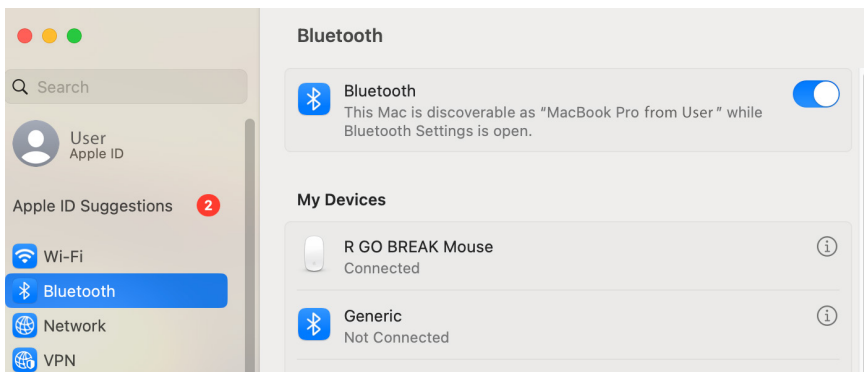 Bluetooth
Search
User
Apple ID
Apple ID Suggestions 2
Wi-Fi
Bluetooth
Network
VPN
Bluetooth
This Mac is discoverable as “MacBook Pro from User” while
Bluetooth Settings is open.
My Devices
R GO BREAK Mouse
Connected
Generic
Not Connected